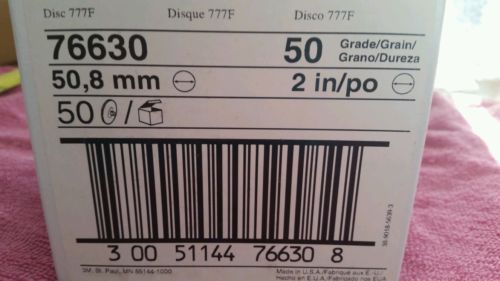 Disc 777F Disque 777F Disco 777F
76630 50 Grade/Grain/
Grano/Dureza
50,8 mm 2 in/po
50 /
3 00 51144 76630 8
3M, St. Paul, MN 55144-1000
Made in U.S.A./Fabriqué aux E.-U./
Hecho en E.U.A./Fabricado nos EUA